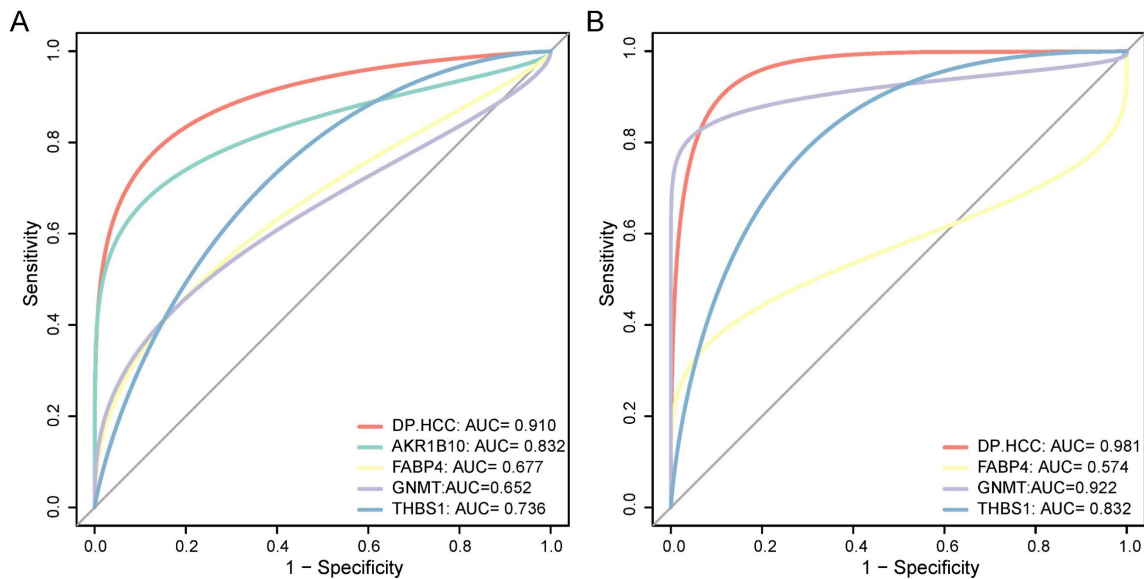 A
Sensitivity
1.0
0.8
0.6
0.4
0.2
0.0
DP.HCC: AUC= 0.910
AKR1B10: AUC= 0.832
FABP4: AUC= 0.677
GNMT:AUC=0.652
THBS1: AUC= 0.736
0.0 0.2 0.4 0.6 0.8 1.0
1 − Specificity
B
Sensitivity
1.0
0.8
0.6
0.4
0.2
0.0
DP.HCC: AUC= 0.981
FABP4: AUC= 0.574
GNMT:AUC=0.922
THBS1: AUC= 0.832
0.0 0.2 0.4 0.6 0.8 1.0
1 − Specificity